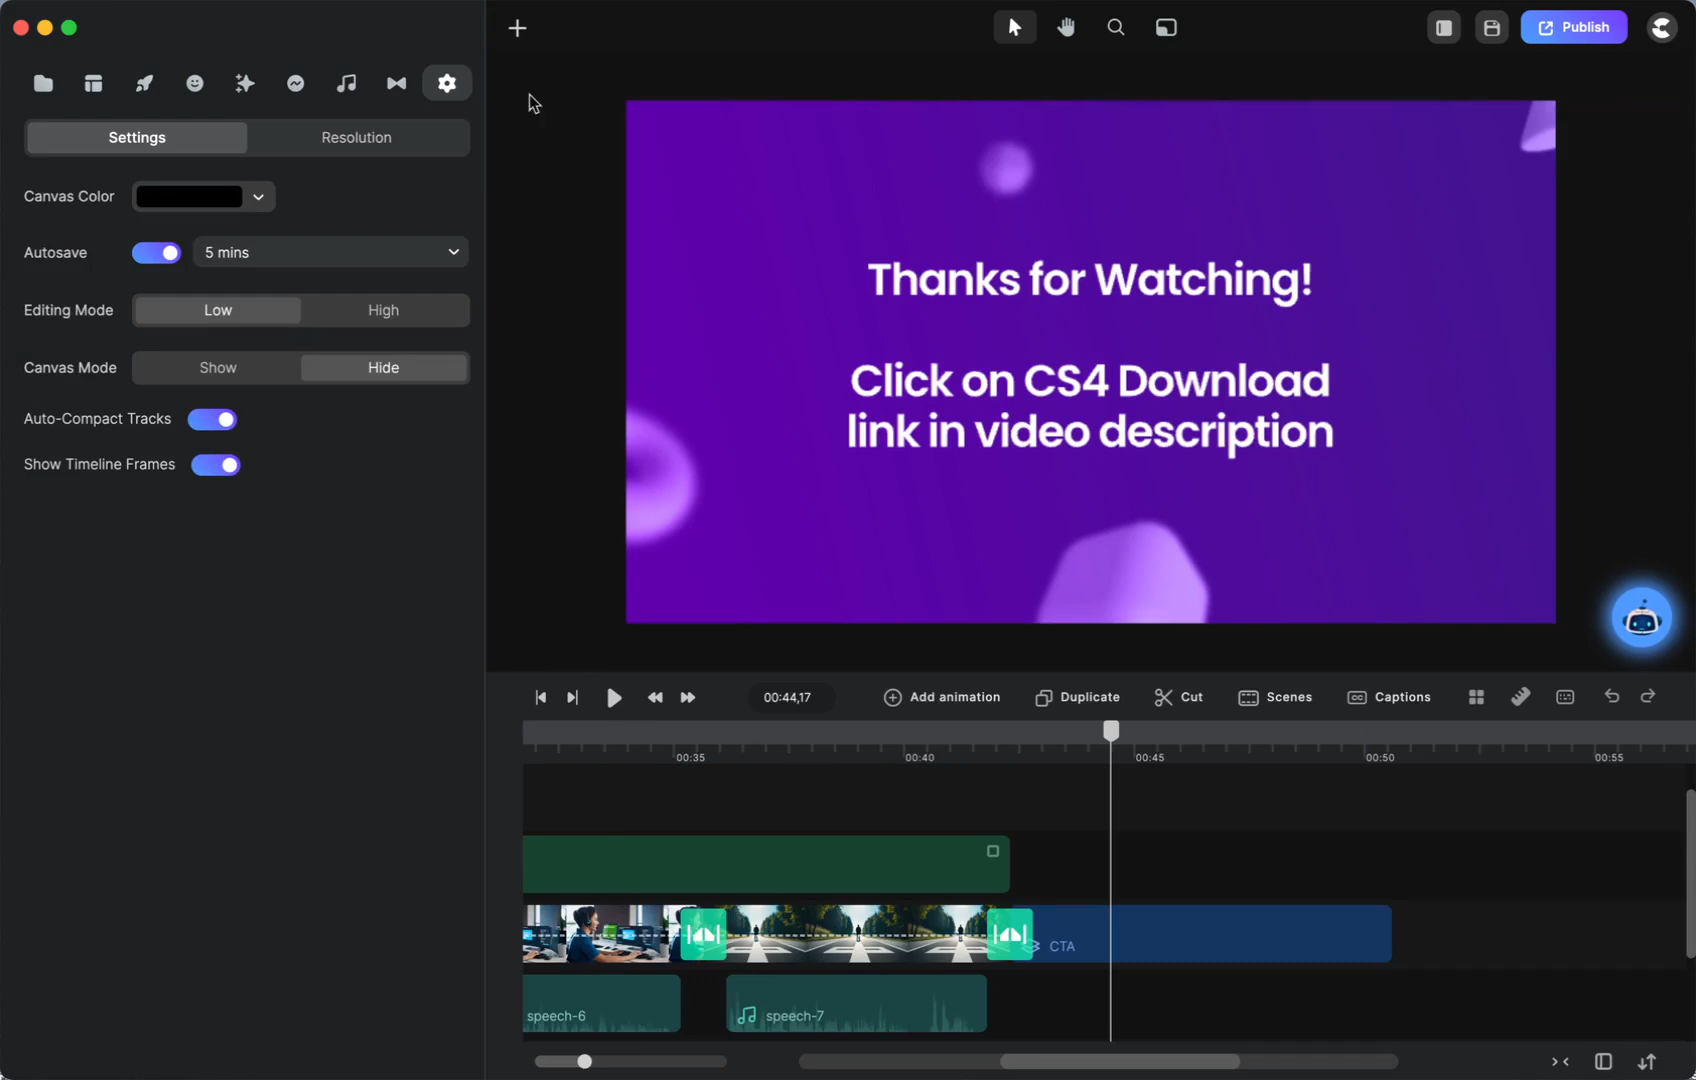 Publish
Settings
Resolution
Canvas Color
Autosave
5 mins
Editing Mode
Low
High
Canvas Mode
Show
Hide
Auto-Compact Tracks
Show Timeline Frames
Thanks for Watching!
Click on CS4 Download
link in video description
00:44,17
Add animation
Duplicate
Cut
Scenes
CC
Captions
00:35
00:40
00:45
00:50
00:55
CTA
speech-6
speech-7